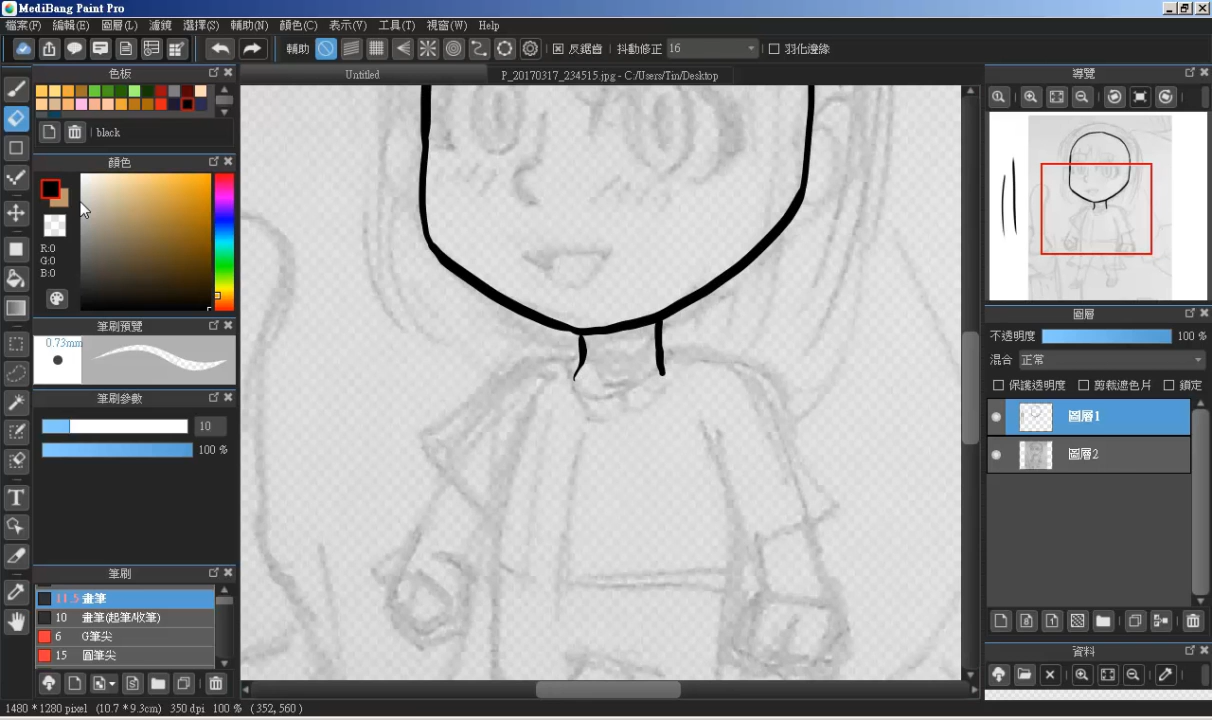 MediBang Paint Pro
檔案(F) 編輯(E) 圖層(L) 濾鏡 選擇(S) 輔助(N) 顏色(C) 表示(V) 工具(T) 視窗(W) Help
輔助 反鋸齒 抖動修正 16 羽化邊緣
色板 Untitled P_20170317_234515.jpg - C:/Users/Tin/Desktop 導覽
black
顏色
R:0
G:0
B:0
圖層
筆刷預覽
不透明度 100 %
0.73mm
混合 正常
保護透明度 剪裁遮色片 鎖定
筆刷參數
圖層1
10
100 %
圖層2
筆刷
11.5 畫筆
10 畫筆(起筆/收筆)
6 G筆尖
15 圓筆尖
資料
1480 * 1280 pixel (10.7 * 9.3cm) 350 dpi 100 % (352, 560)